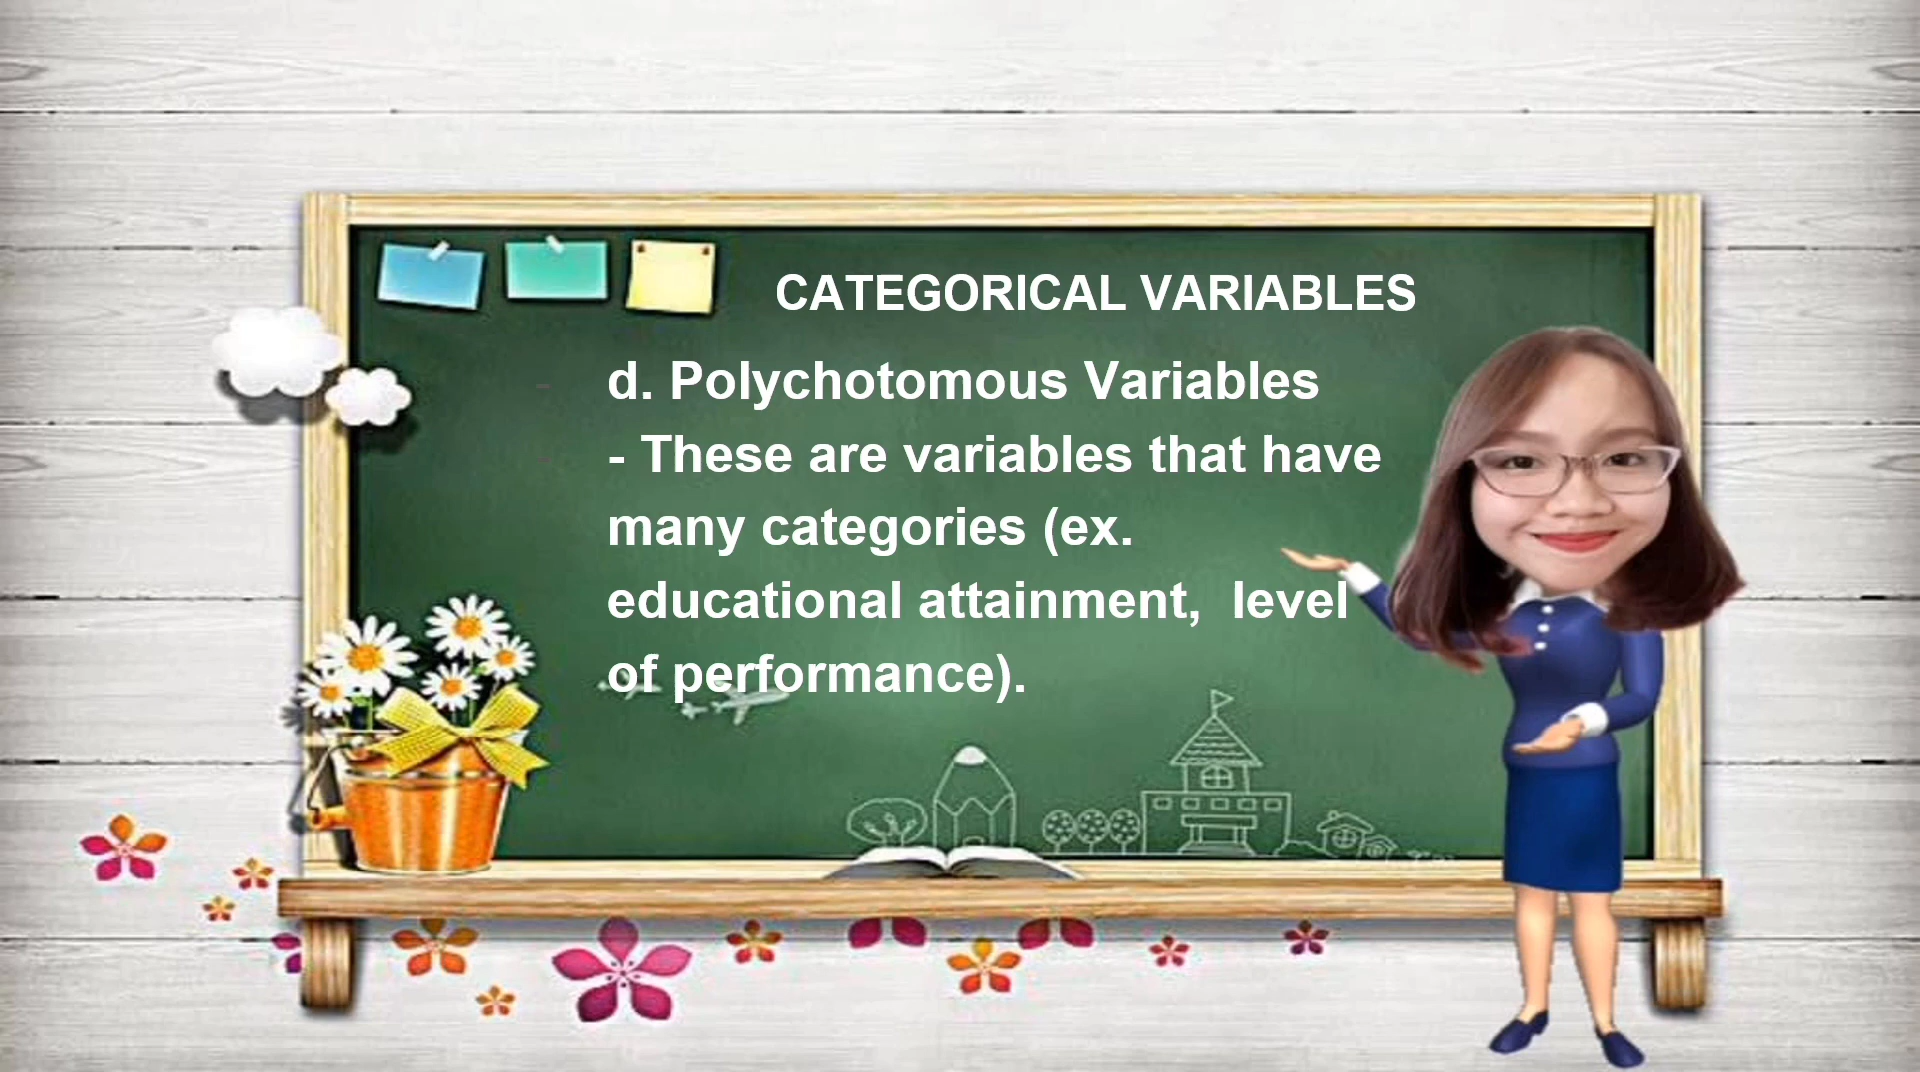 CATEGORICAL VARIABLES
d. Polychotomous Variables
- These are variables that have
many categories (ex.
educational attainment,  level
of performance).